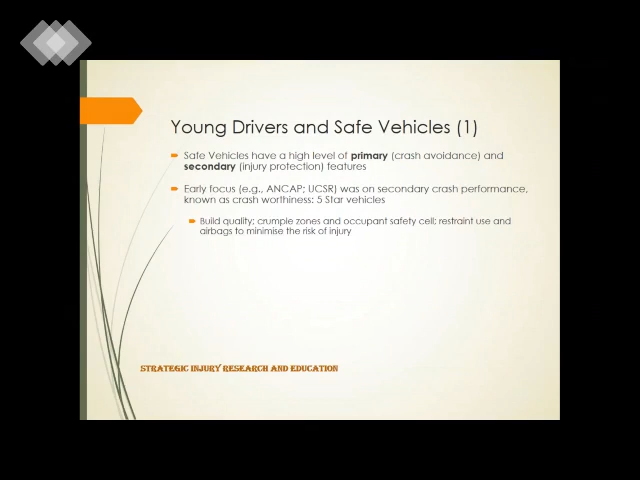 Young Drivers and Safe Vehicles (1)
Safe Vehicles have a high level of primary (crash avoidance) and
secondary (injury protection) features
Early focus (e.g., ANCAP; UCSR) was on secondary crash performance,
known as crash worthiness: 5 Star vehicles
Build quality; crumple zones and occupant safety cell; restraint use and
airbags to minimise the risk of injury
STRATEGIC INJURY RESEARCH AND EDUCATION